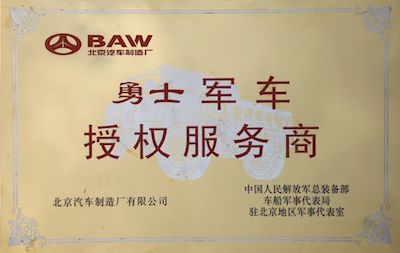 BAW
北京汽车制造厂
勇士军车
授权服务商
北京汽车制造厂有限公司
中国人民解放军总装备部
车船军事代表局
驻北京地区军事代表室